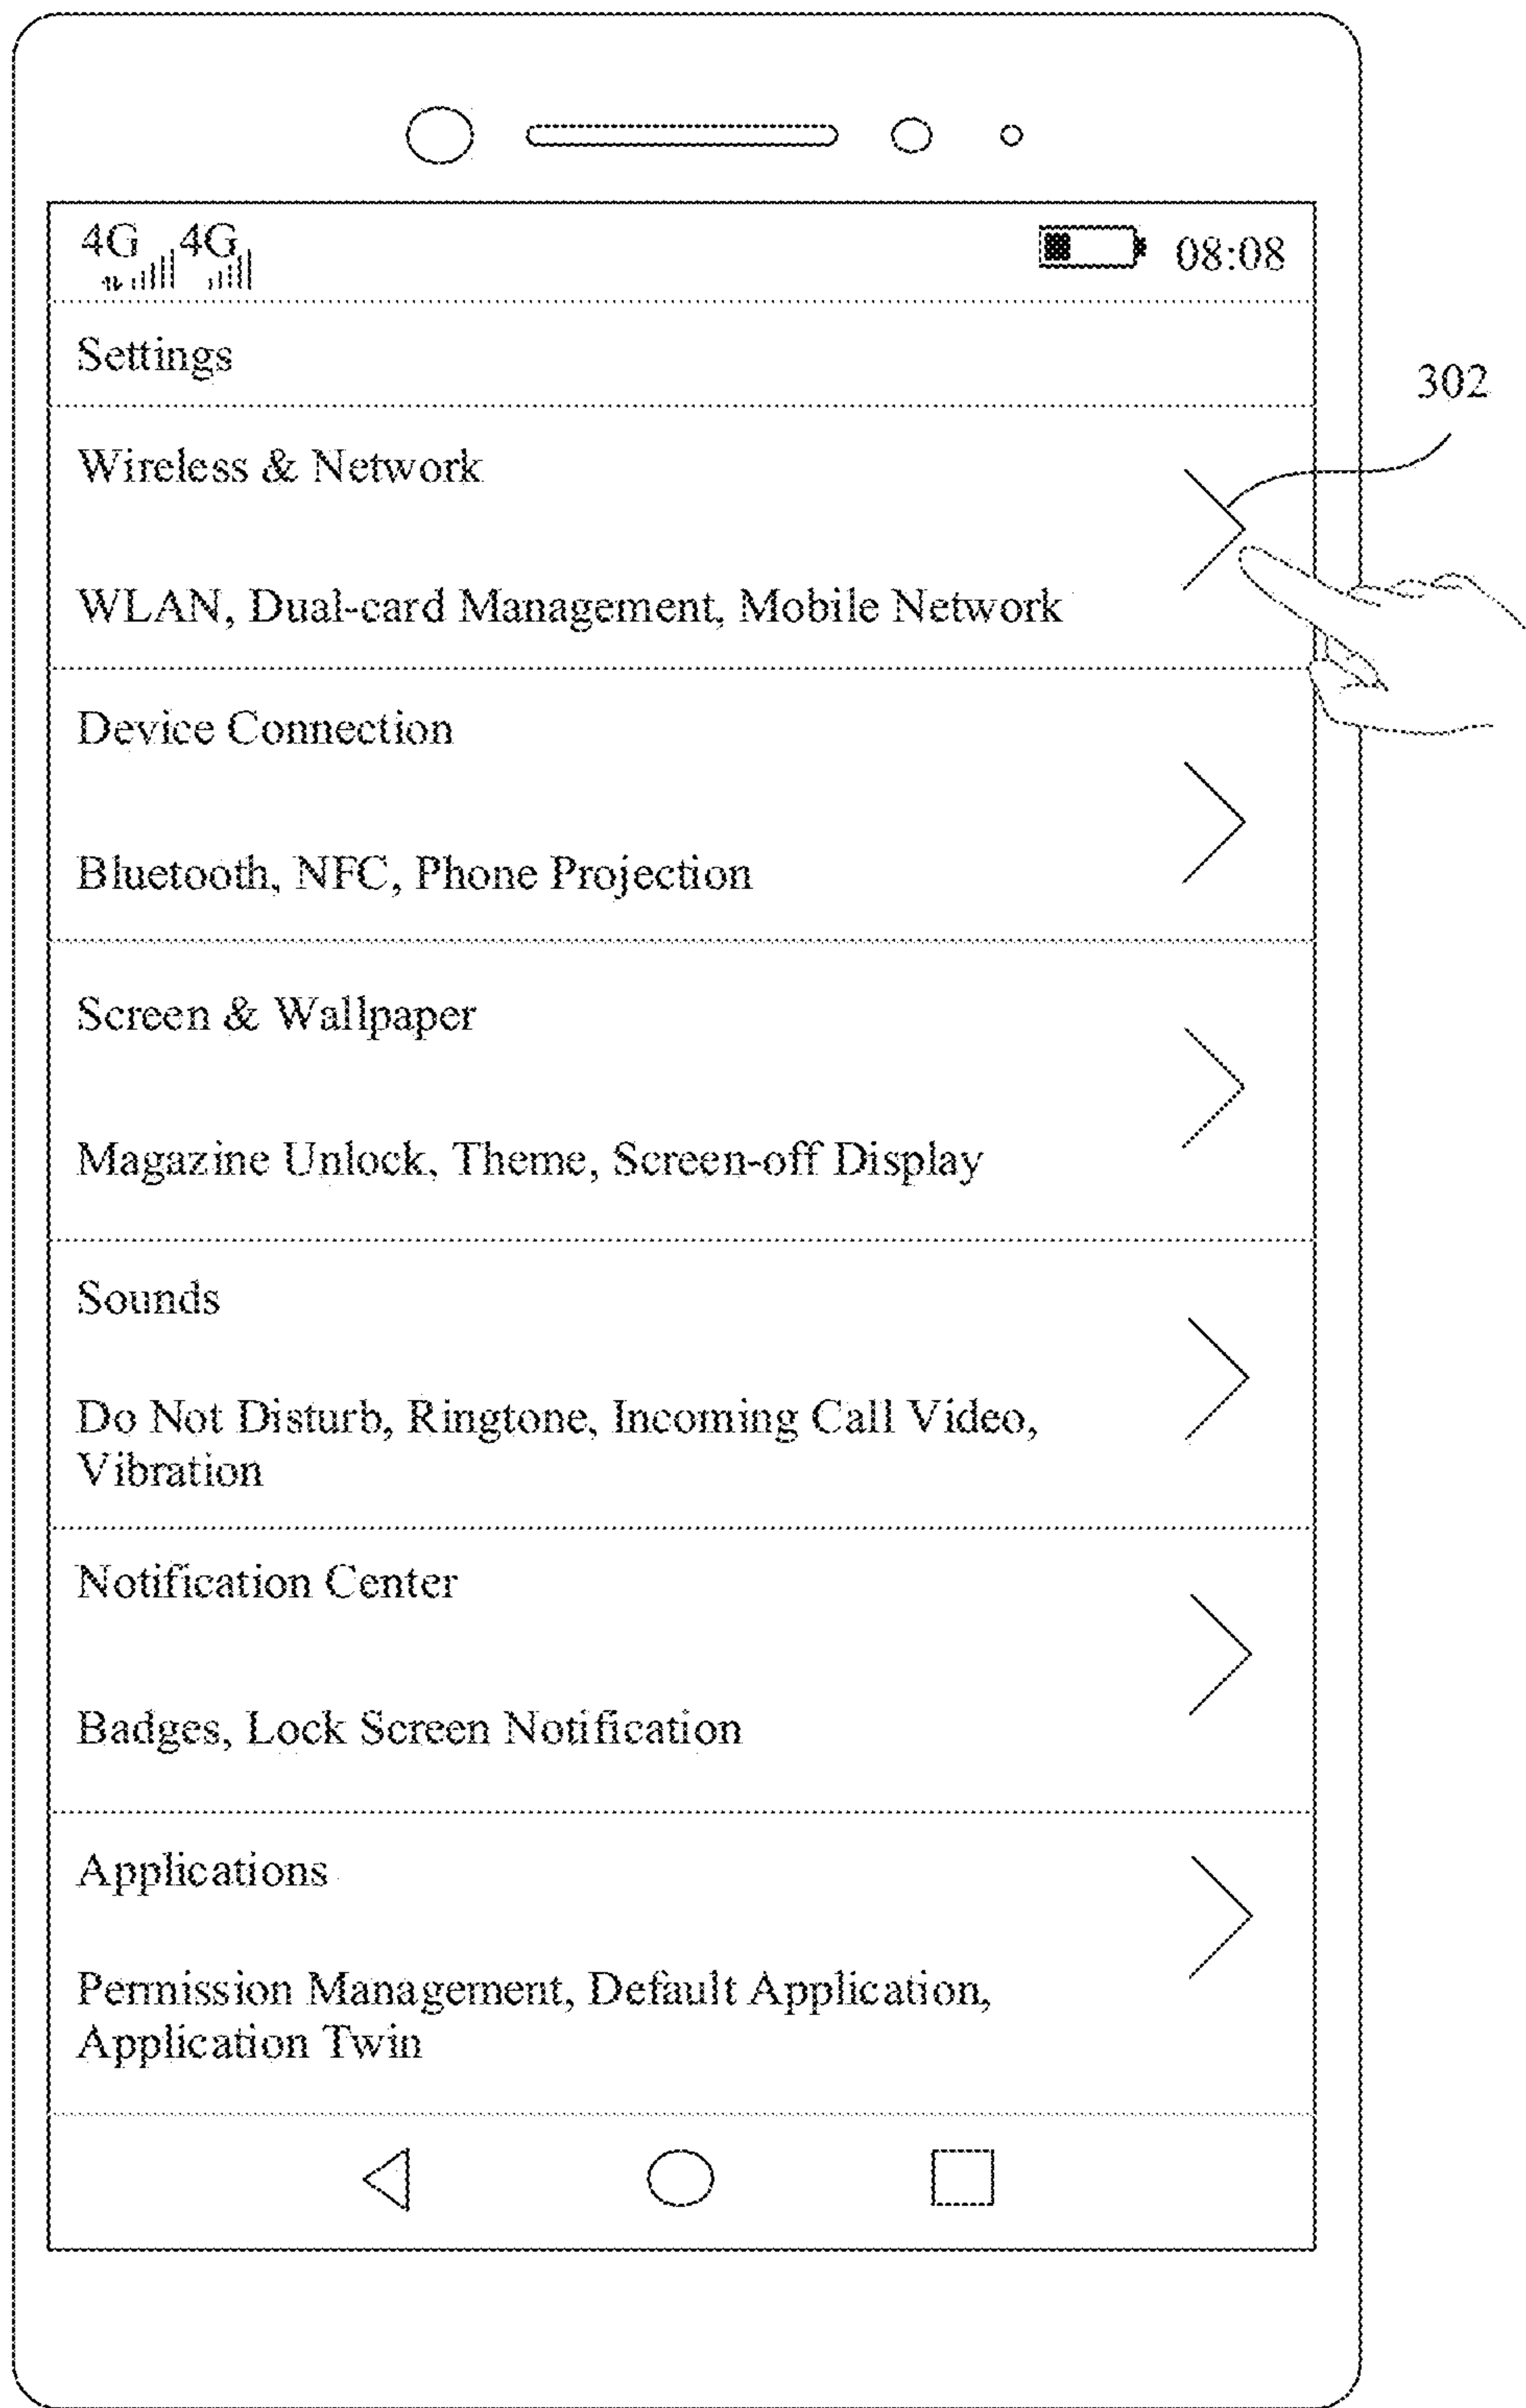 4G 4G 08:08
Settings
302
Wireless & Network
WLAN, Dual-card Management, Mobile Network
Device Connection
Bluetooth, NFC, Phone Projection
Screen & Wallpaper
Magazine Unlock, Theme, Screen-off Display
Sounds
Do Not Disturb, Ringtone, Incoming Call Video,
Vibration
Notification Center
Badges, Lock Screen Notification
Applications
Permission Management, Default Application,
Application Twin